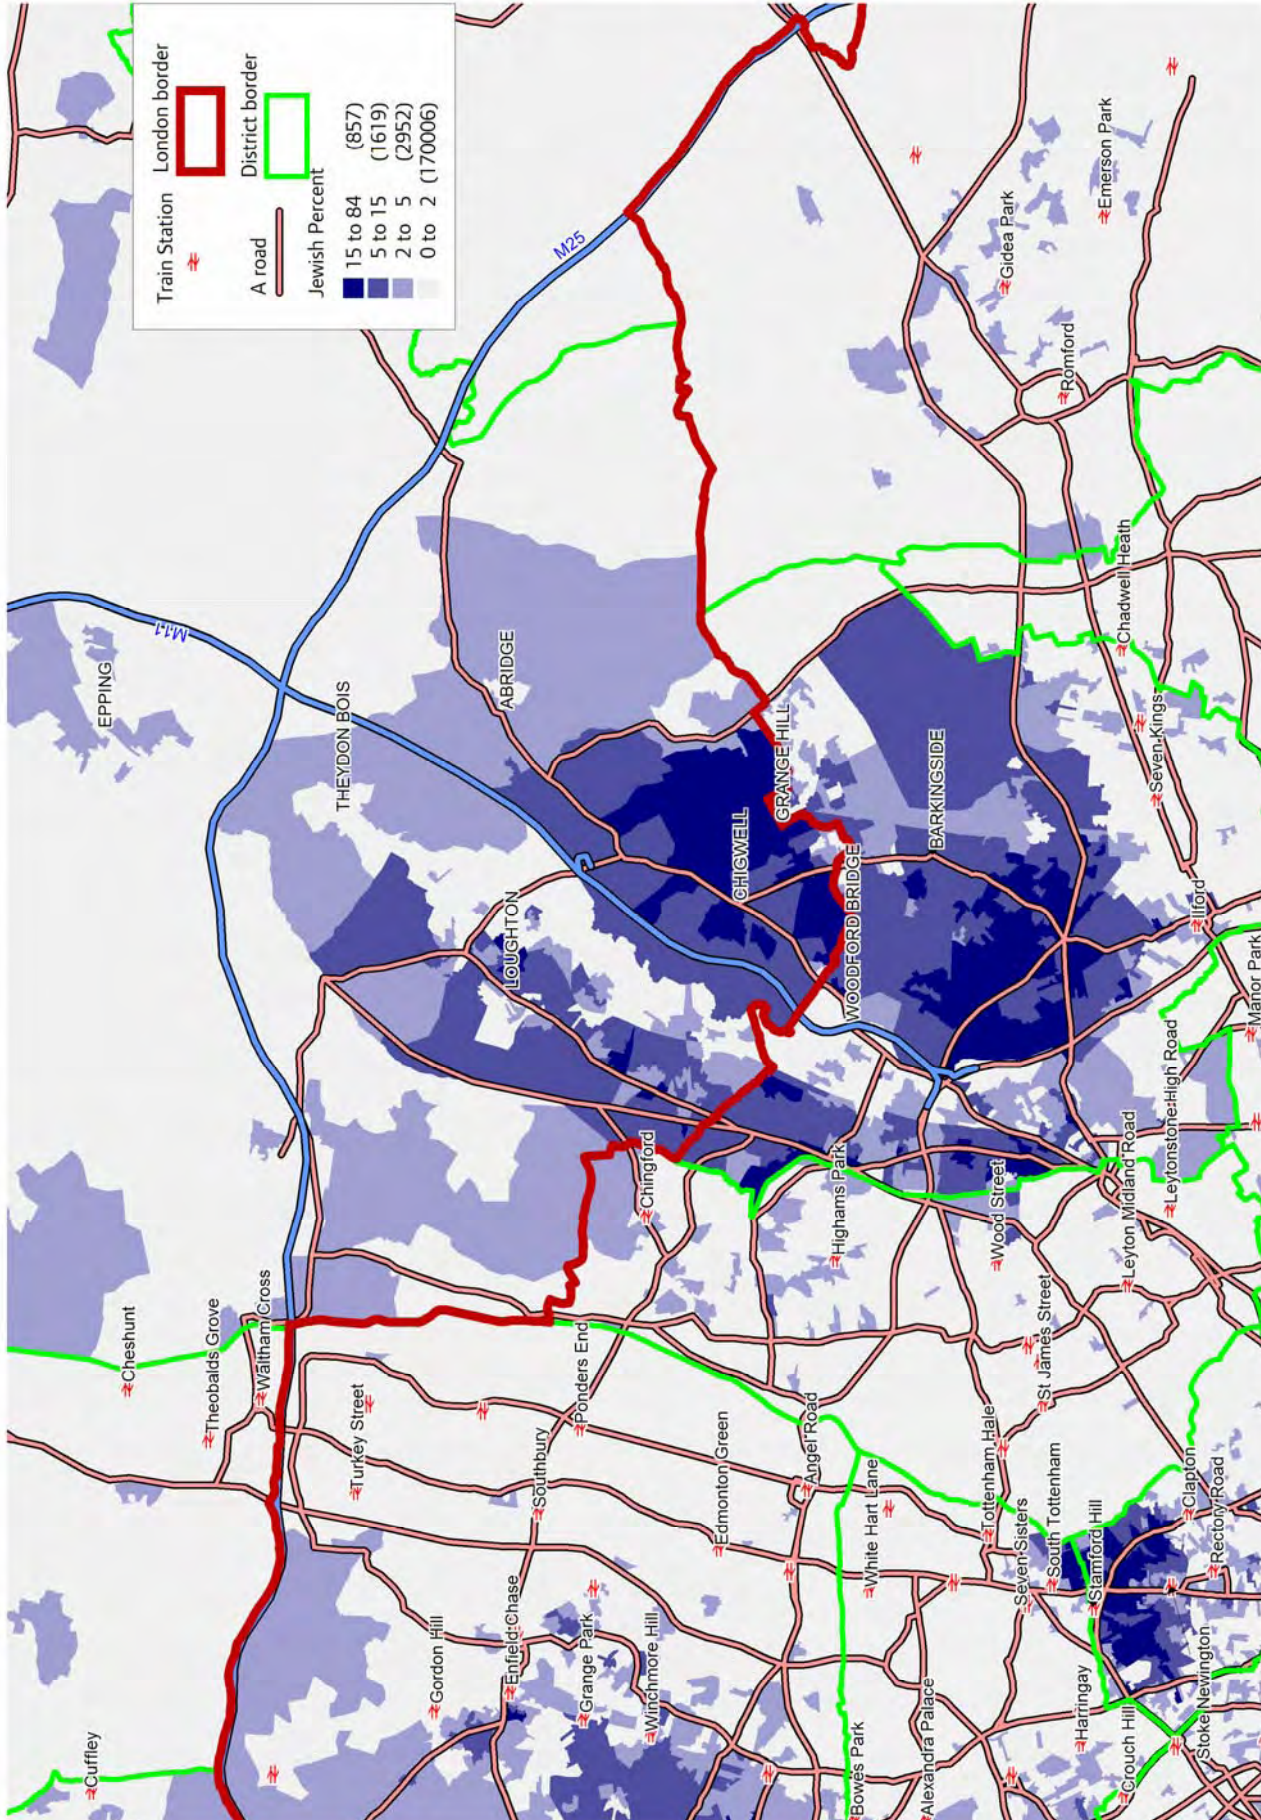 Train Station
London border
A road
District border
Jewish Percent
15 to 84 (857)
5 to 15 (1619)
2 to 5 (2952)
0 to 2 (170006)
Cuffley
Cheshunt
Theobalds Grove
Waltham Cross
Turkey Street
EPPING
M11
THEYDON BOIS
M25
ABRIDGE
LOUGHTON
Gordon Hill
Enfield Chase
Southbury
Ponders End
Grange Park
Winchmore Hill
Chingford
Edmonton Green
CHIGWELL
GRANGE HILL
Angel Road
Highams Park
WOODFORD BRIDGE
White Hart Lane
Bowes Park
Alexandra Palace
BARKINGSIDE
Gidea Park
Emerson Park
Romford
Tottenham Hale
Wood Street
Seven Sisters
St James Street
South Tottenham
Harringay
Stamford Hill
Leyton Midland Road
Chadwell Heath
Seven Kings
Crouch Hill
Leytonstone High Road
Clapton
Ilford
Stoke Newington
Rectory Road
Manor Park